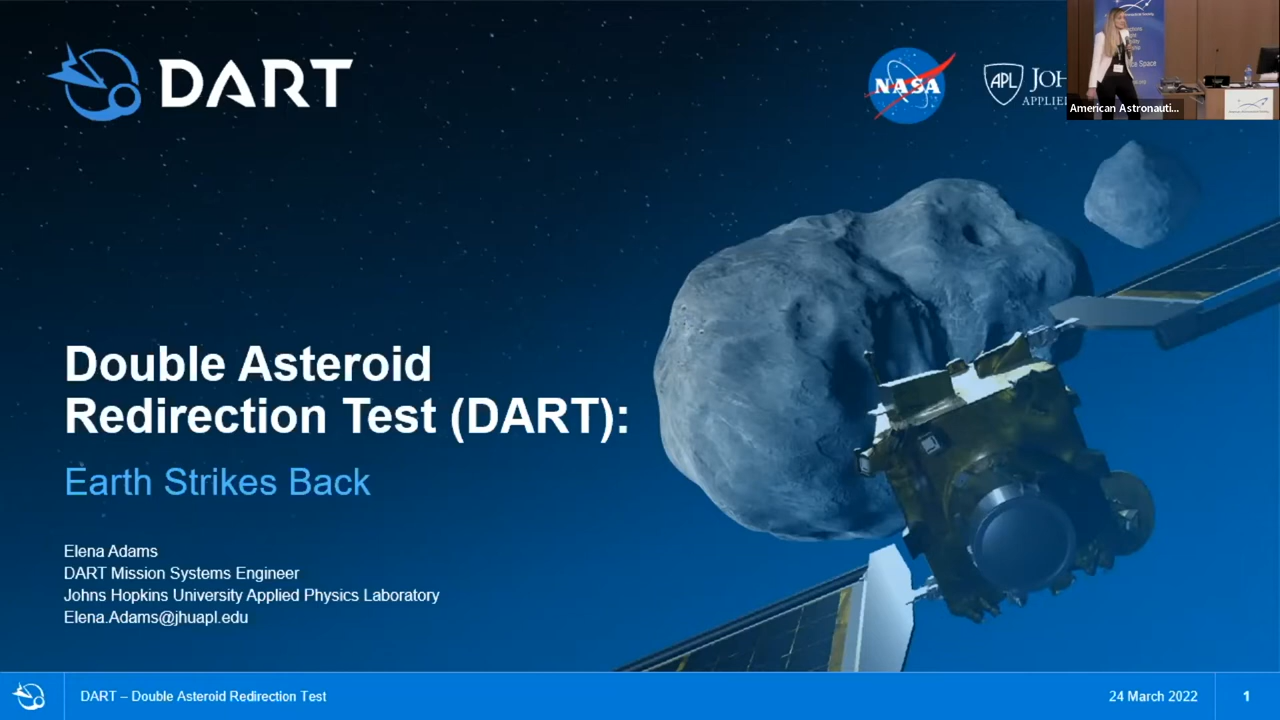 DART
NASA
APL
JOH
APPLIE
American Astronauti...
Double Asteroid
Redirection Test (DART):
Earth Strikes Back
Elena Adams
DART Mission Systems Engineer
Johns Hopkins University Applied Physics Laboratory
Elena.Adams@jhuapl.edu
DART – Double Asteroid Redirection Test
24 March 2022
1